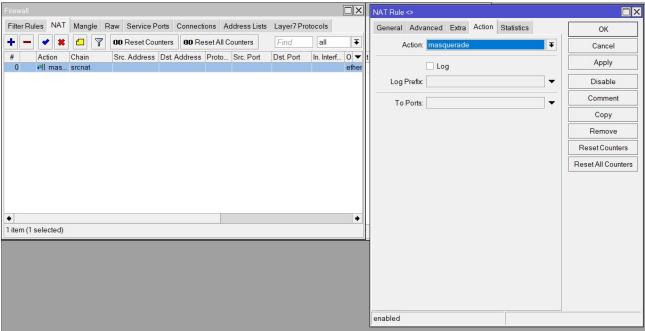 Firewall
Filter Rules NAT Mangle Raw Service Ports Connections Address Lists Layer7 Protocols
00 Reset Counters 00 Reset All Counters Find all
# Action Chain Src. Address Dst. Address Proto... Src. Port Dst. Port In. Interf... O
0 mas... srcnat ether
1 item (1 selected)
NAT Rule <>
General Advanced Extra Action Statistics
Action: masquerade
Log
Log Prefix:
To Ports:
OK
Cancel
Apply
Disable
Comment
Copy
Remove
Reset Counters
Reset All Counters
enabled